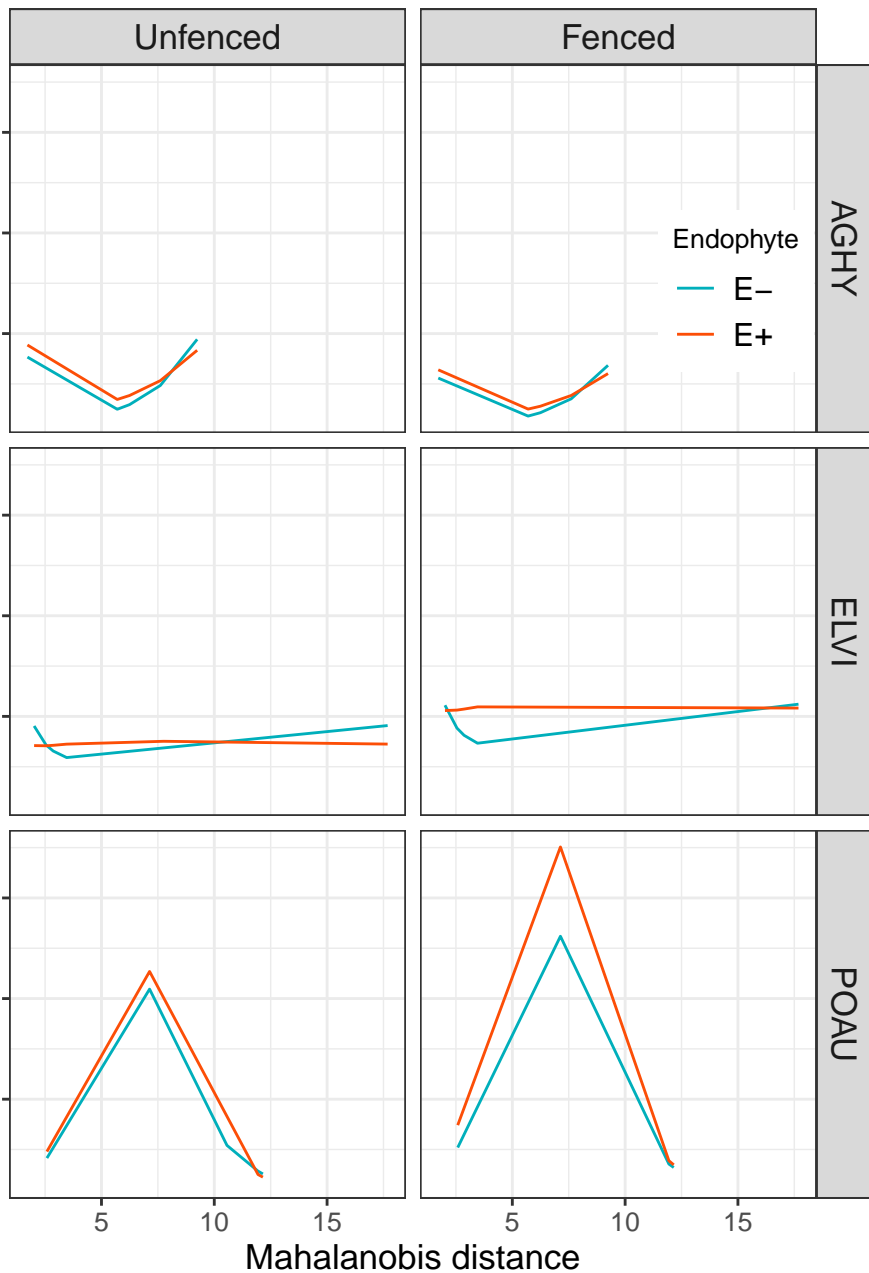 Unfenced
Fenced
AGHY
Endophyte
E−
E+
ELVI
POAU
5
10
15
5
10
15
Mahalanobis distance